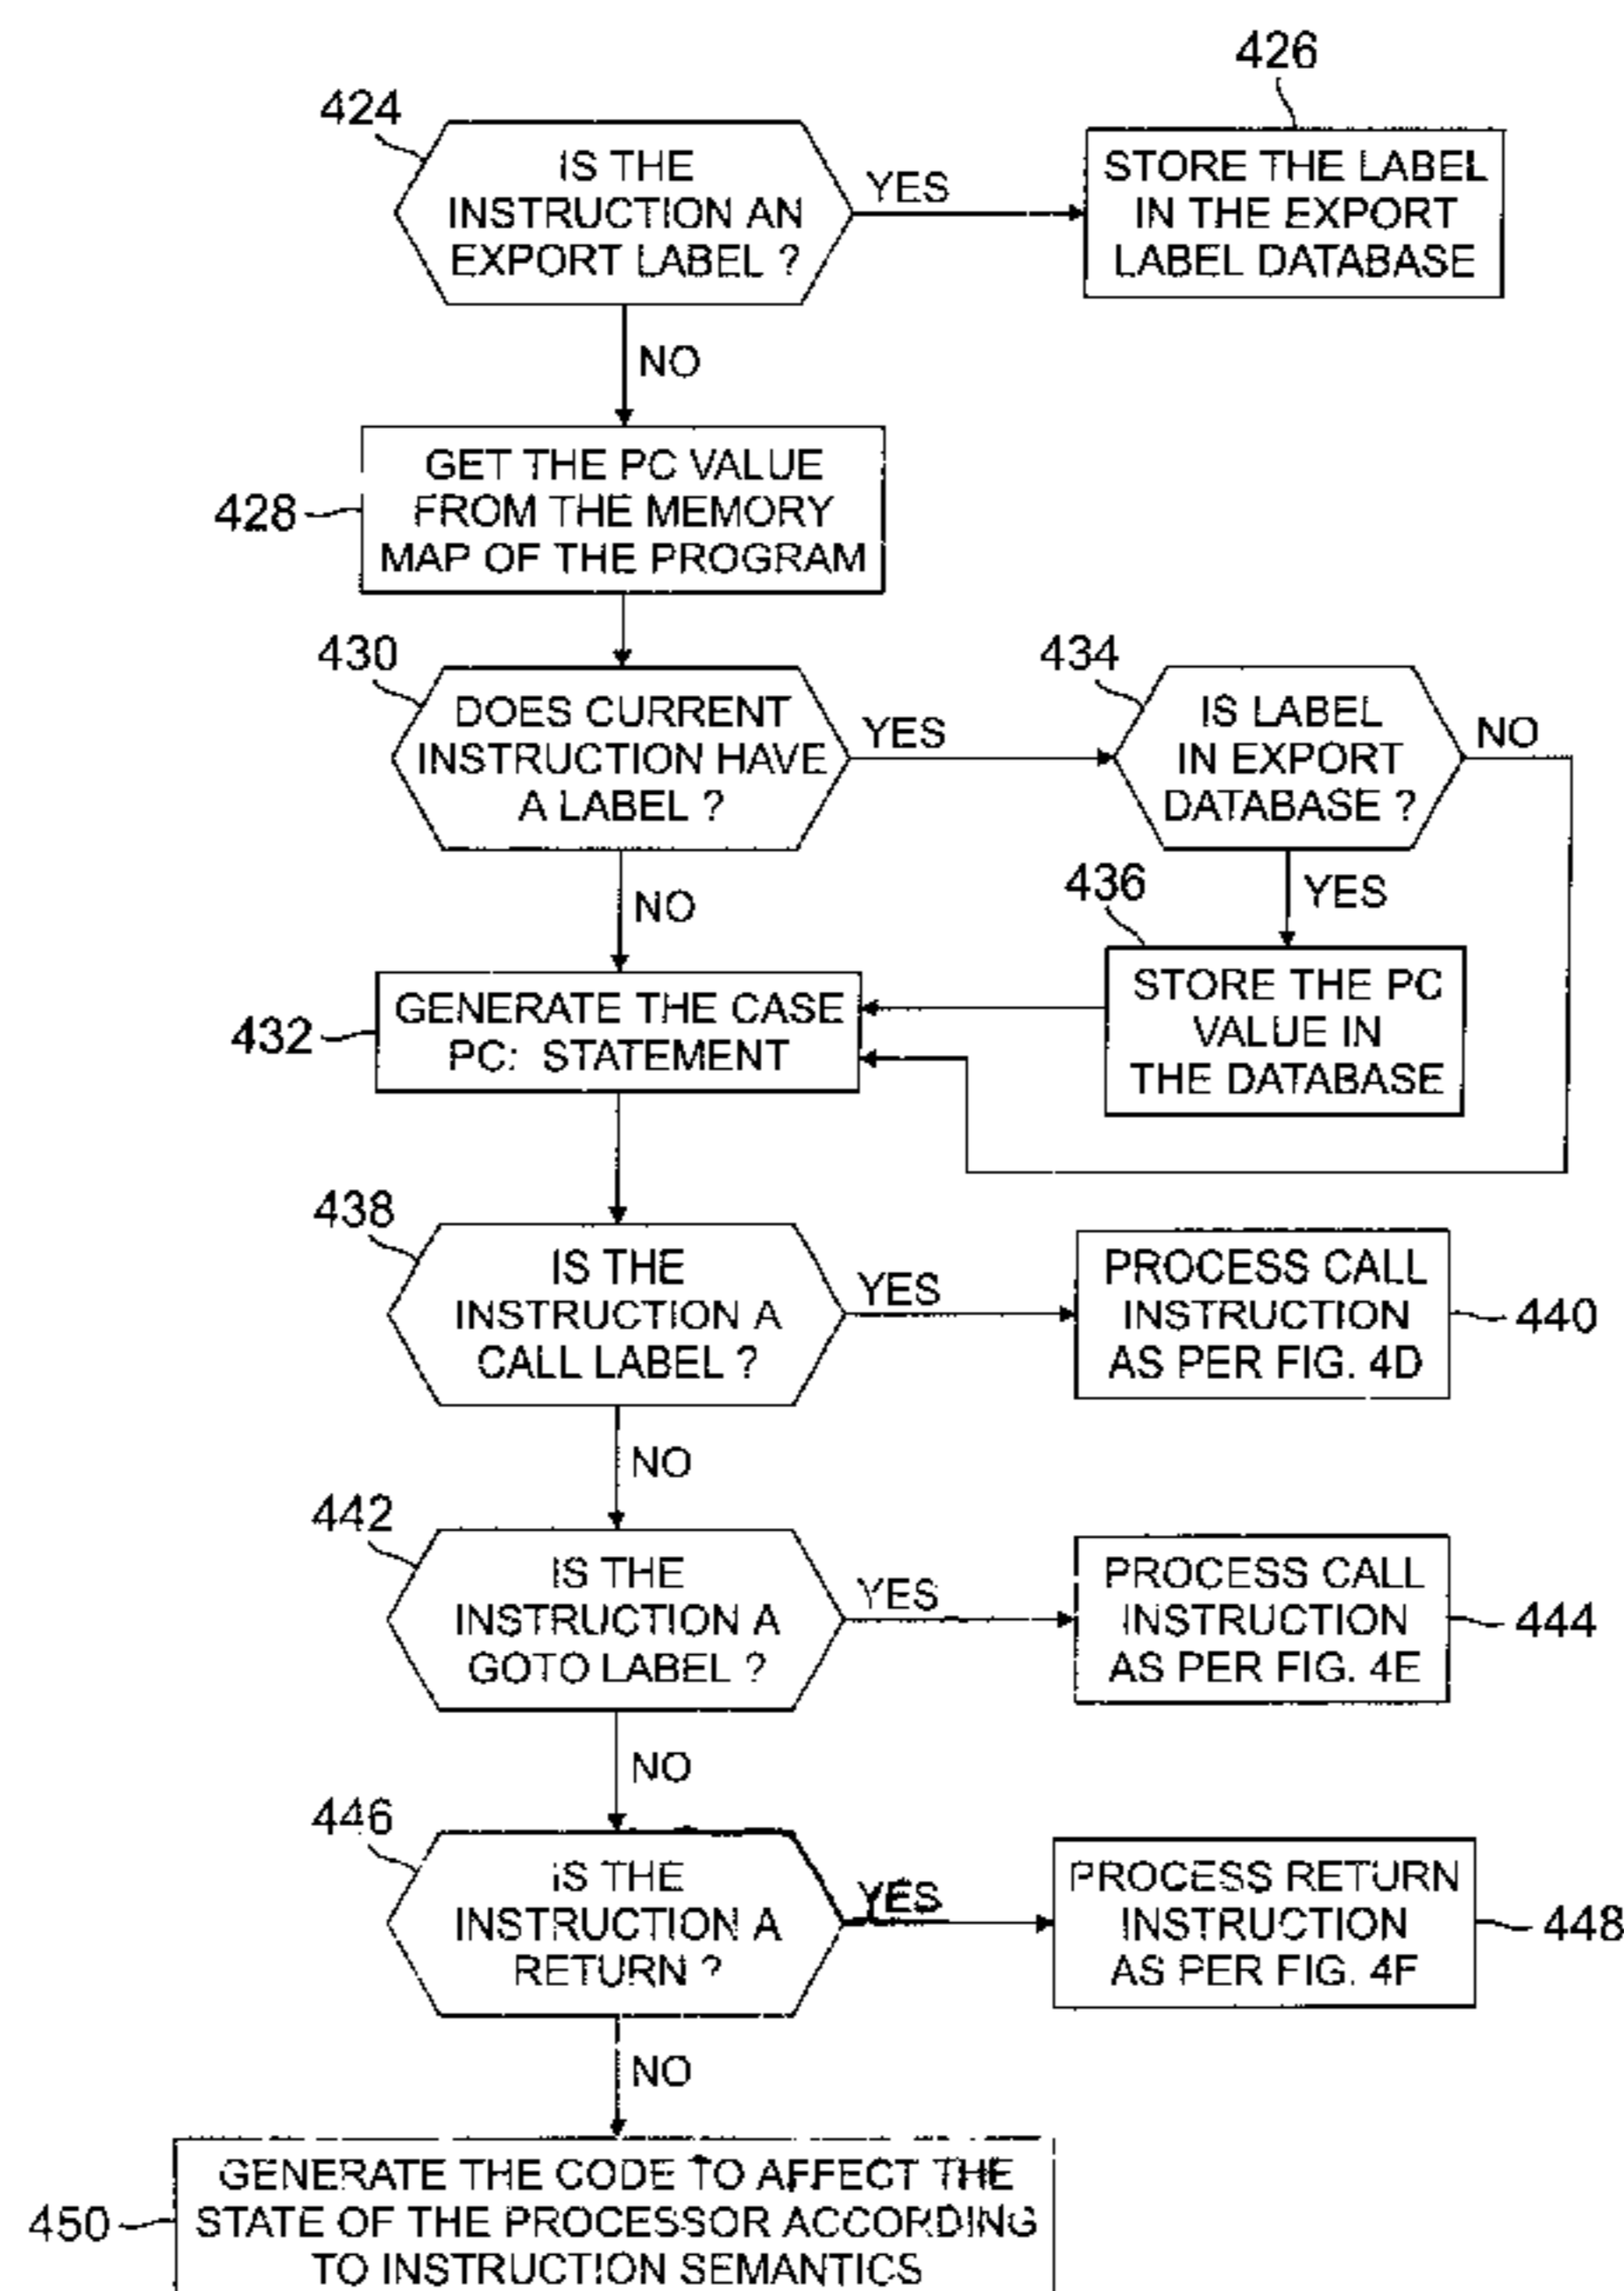 424
IS THE
INSTRUCTION AN
EXPORT LABEL ?
YES
426
STORE THE LABEL
IN THE EXPORT
LABEL DATABASE
NO
428
GET THE PC VALUE
FROM THE MEMORY
MAP OF THE PROGRAM
430
DOES CURRENT
INSTRUCTION HAVE
A LABEL ?
YES
434
IS LABEL
IN EXPORT
DATABASE ?
NO
NO
YES
436
STORE THE PC
VALUE IN
THE DATABASE
432
GENERATE THE CASE
PC: STATEMENT
438
IS THE
INSTRUCTION A
CALL LABEL ?
YES
PROCESS CALL
INSTRUCTION
AS PER FIG. 4D
440
NO
442
IS THE
INSTRUCTION A
GOTO LABEL ?
YES
PROCESS CALL
INSTRUCTION
AS PER FIG. 4E
444
NO
446
IS THE
INSTRUCTION A
RETURN ?
YES
PROCESS RETURN
INSTRUCTION
AS PER FIG. 4F
448
NO
450
GENERATE THE CODE TO AFFECT THE
STATE OF THE PROCESSOR ACCORDING
TO INSTRUCTION SEMANTICS